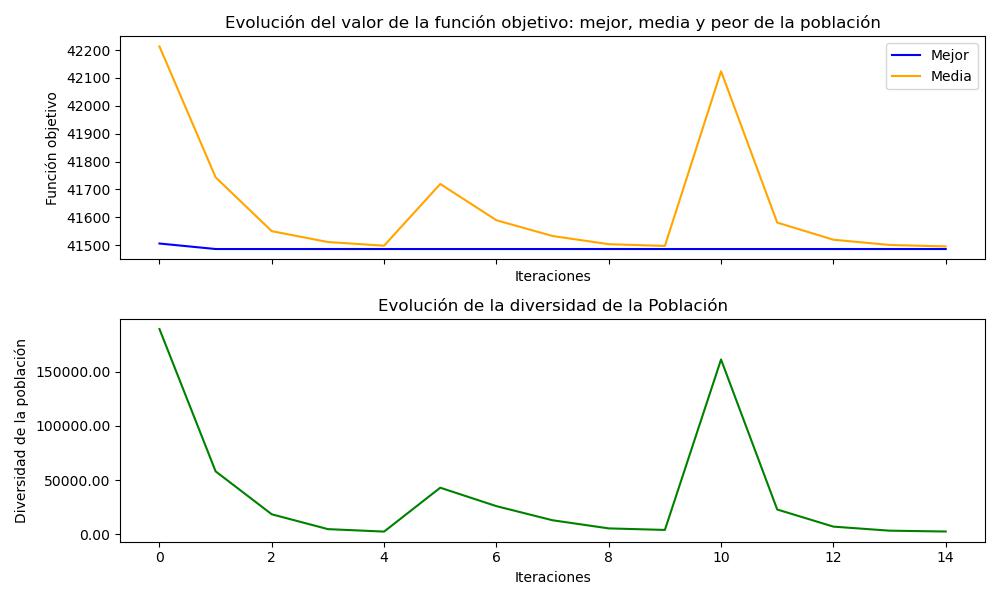 Evolución del valor de la función objetivo: mejor, media y peor de la población
Función objetivo
42200
42100
42000
41900
41800
41700
41600
41500
Mejor
Media
Iteraciones
Evolución de la diversidad de la Población
Diversidad de la población
150000.00
100000.00
50000.00
0.00
0 2 4 6 8 10 12 14
Iteraciones